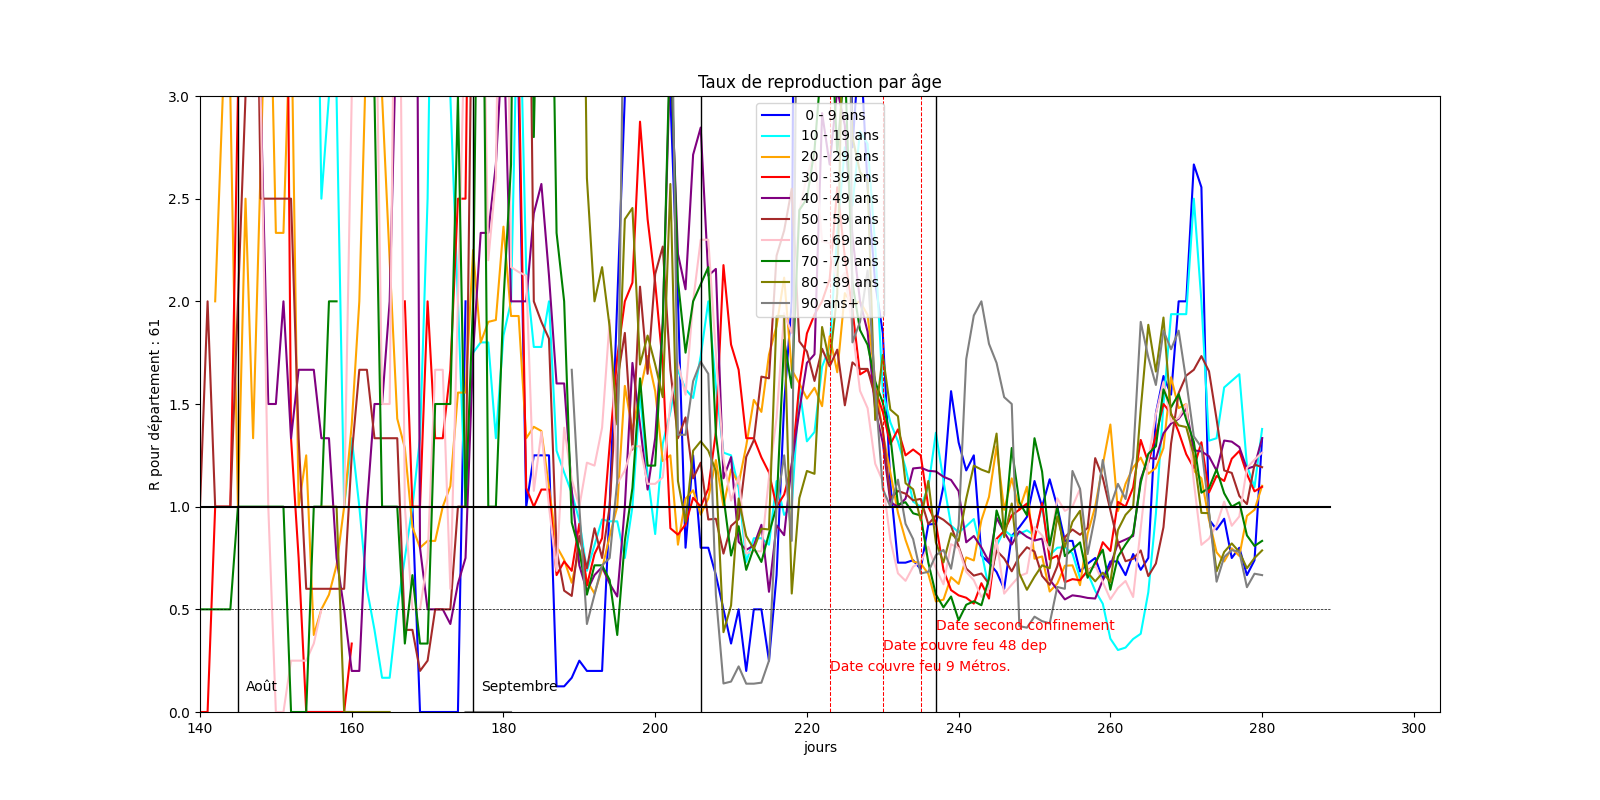 Taux de reproduction par âge
3.0
2.5
2.0
1.5
1.0
0.5
0.0
R pour département : 61
0 - 9 ans
10 - 19 ans
20 - 29 ans
30 - 39 ans
40 - 49 ans
50 - 59 ans
60 - 69 ans
70 - 79 ans
80 - 89 ans
90 ans+
Date second confinement
Date couvre feu 48 dep
Date couvre feu 9 Métros.
Août
Septembre
140
160
180
200
220
240
260
280
300
jours